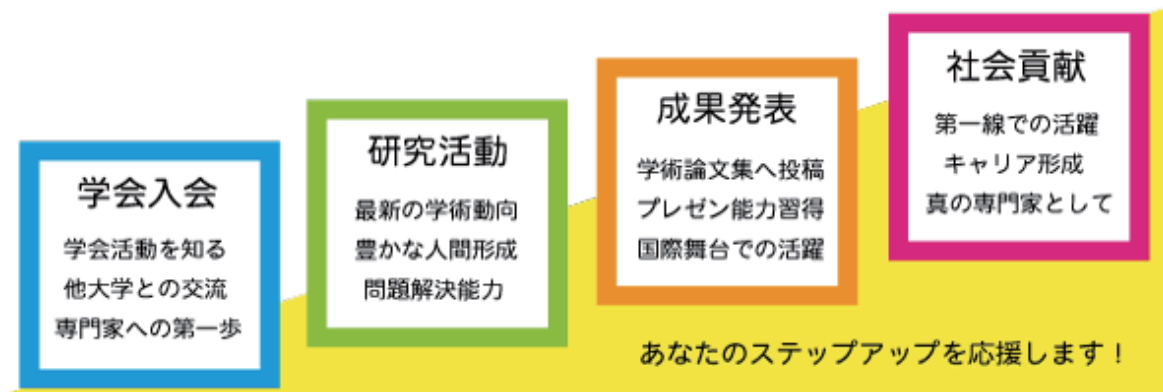 学会入会
学会活動を知る
他大学との交流
専門家への第一歩
研究活動
最新の学術動向
豊かな人間形成
問題解決能力
成果発表
学術論文集へ投稿
プレゼン能力習得
国際舞台での活躍
社会貢献
第一線での活躍
キャリア形成
真の専門家として
あなたのステップアップを応援します！